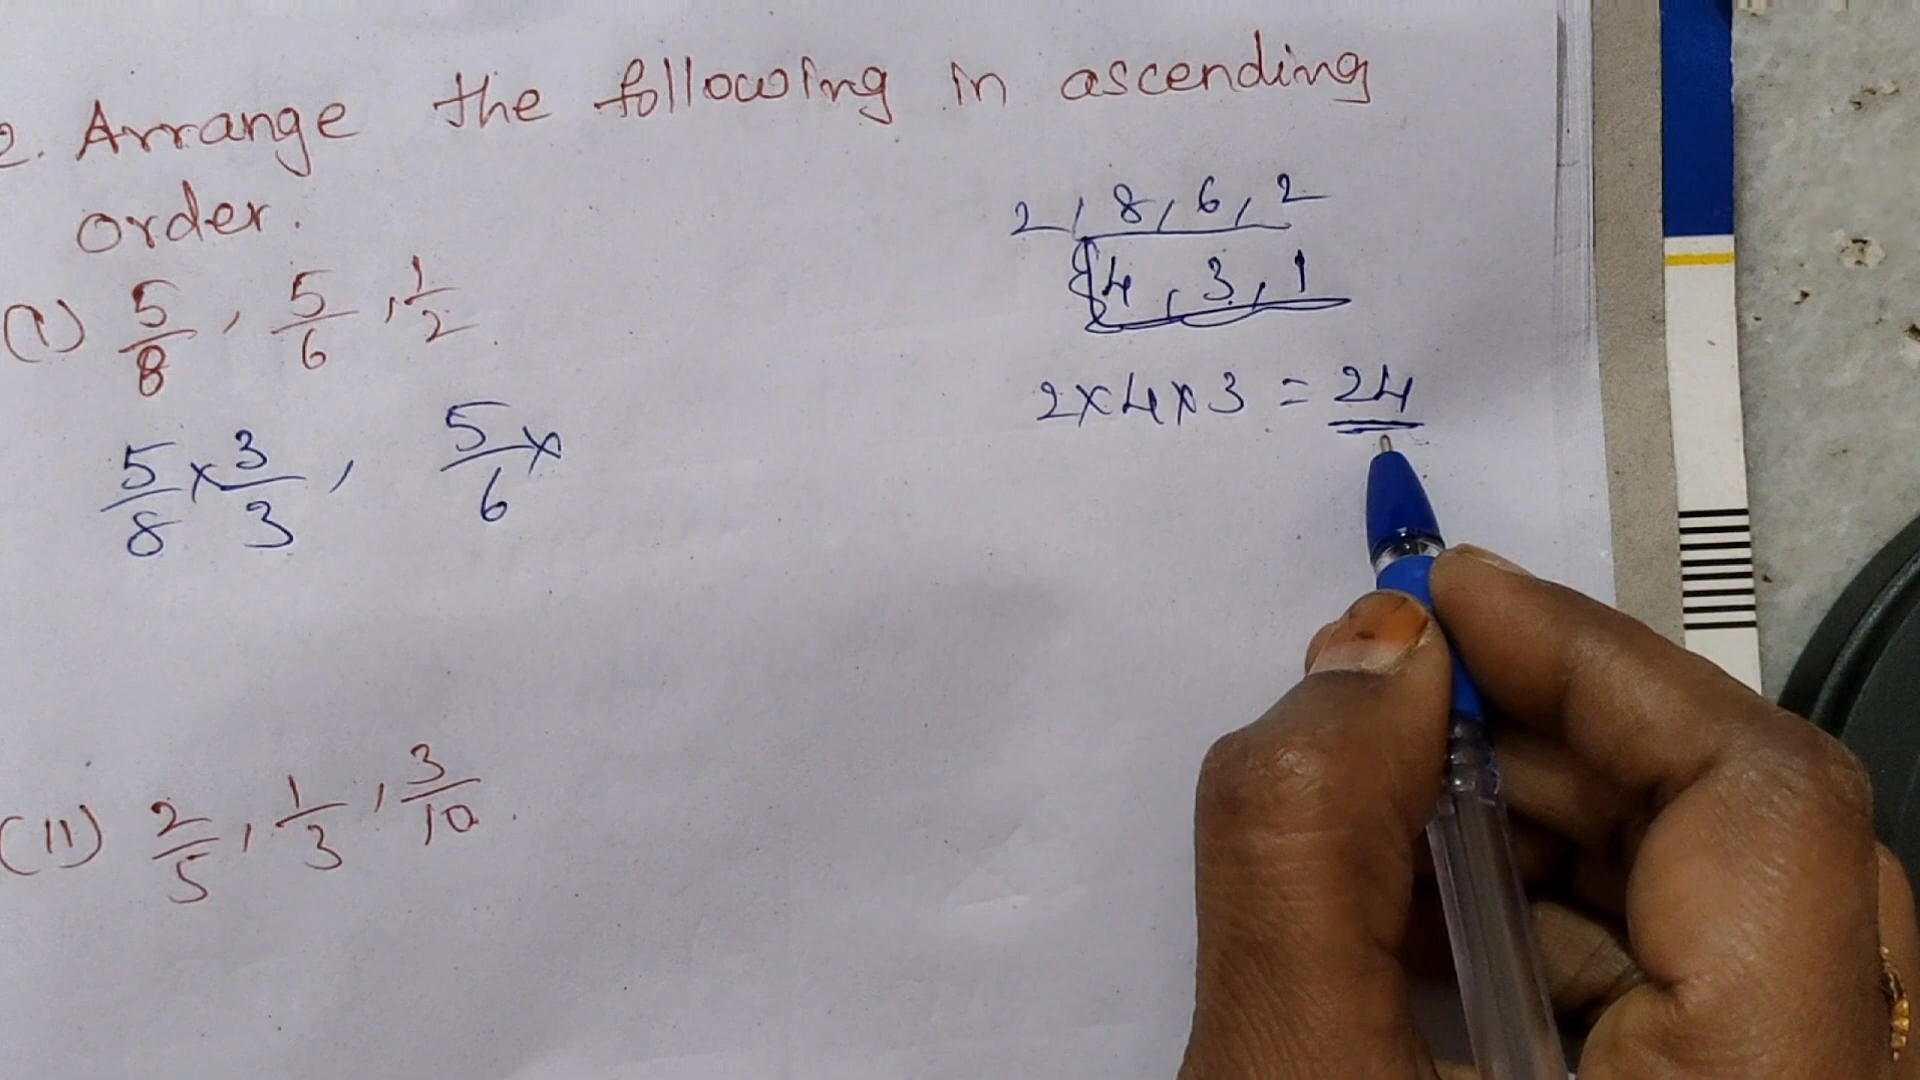 2. Arrange the following in ascending
order.
(I) 5/8, 5/6, 1/2
2, 8, 6, 2
4, 3, 1
2×4×3 = 24
5/8 × 3/3, 5/6 ×
(II) 2/5, 1/3, 3/10.